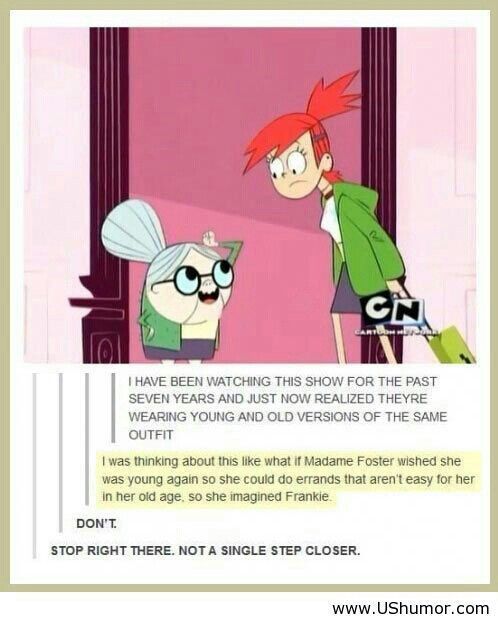 CN
CARTOON NETWORK
I HAVE BEEN WATCHING THIS SHOW FOR THE PAST
SEVEN YEARS AND JUST NOW REALIZED THEYRE
WEARING YOUNG AND OLD VERSIONS OF THE SAME
OUTFIT
I was thinking about this like what if Madame Foster wished she
was young again so she could do errands that aren't easy for her
in her old age, so she imagined Frankie.
DON'T.
STOP RIGHT THERE. NOT A SINGLE STEP CLOSER.
www.UShumor.com